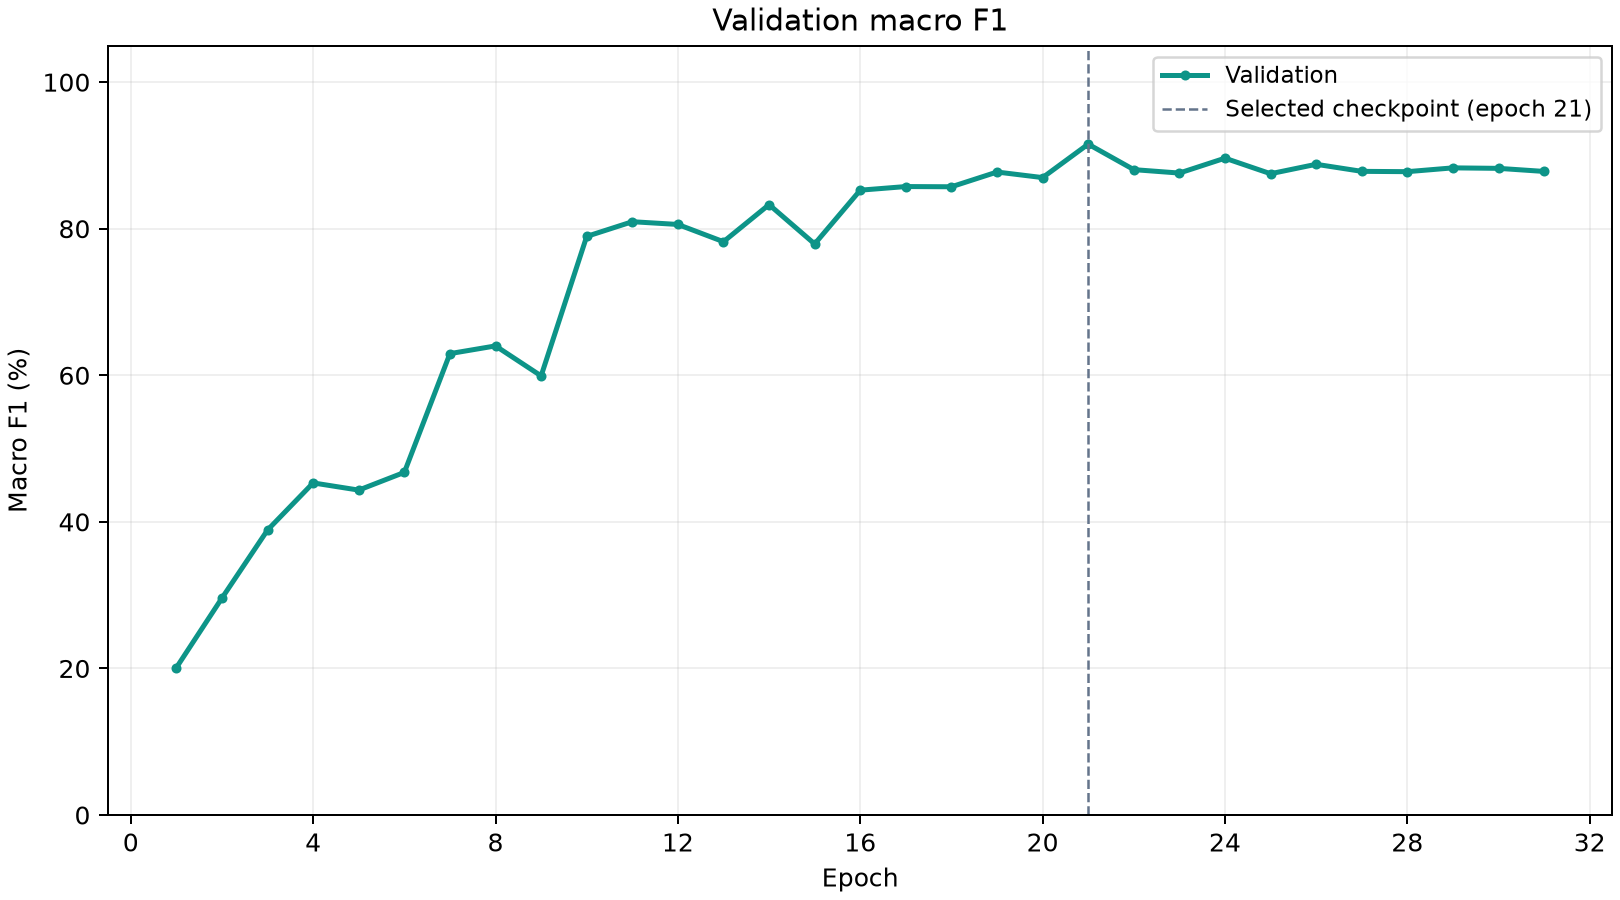 Validation macro F1
Validation
Selected checkpoint (epoch 21)
Macro F1 (%)
100
80
60
40
20
0
0 4 8 12 16 20 24 28 32
Epoch